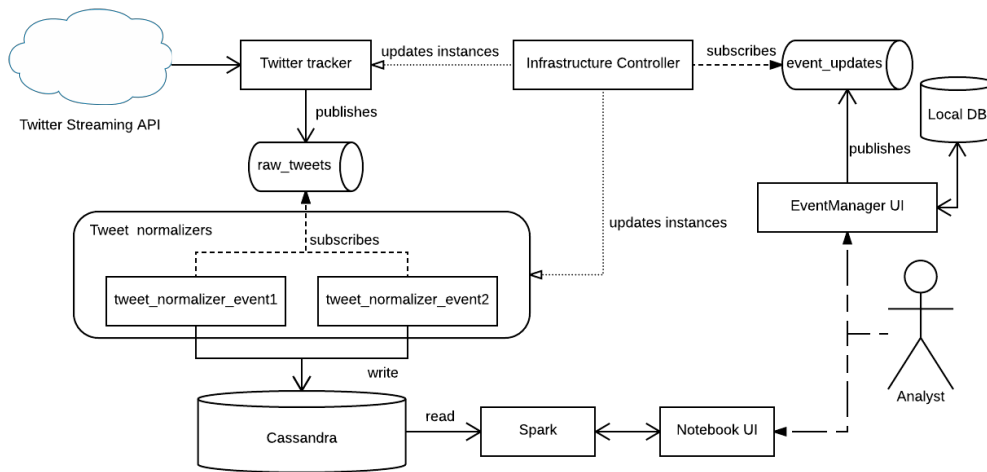 updates instances
subscribes
Twitter tracker
Infrastructure Controller
event_updates
Twitter Streaming API
publishes
Local DB
raw_tweets
publishes
EventManager UI
Tweet normalizers
subscribes
updates instances
tweet_normalizer_event1
tweet_normalizer_event2
write
Analyst
read
Cassandra
Spark
Notebook UI